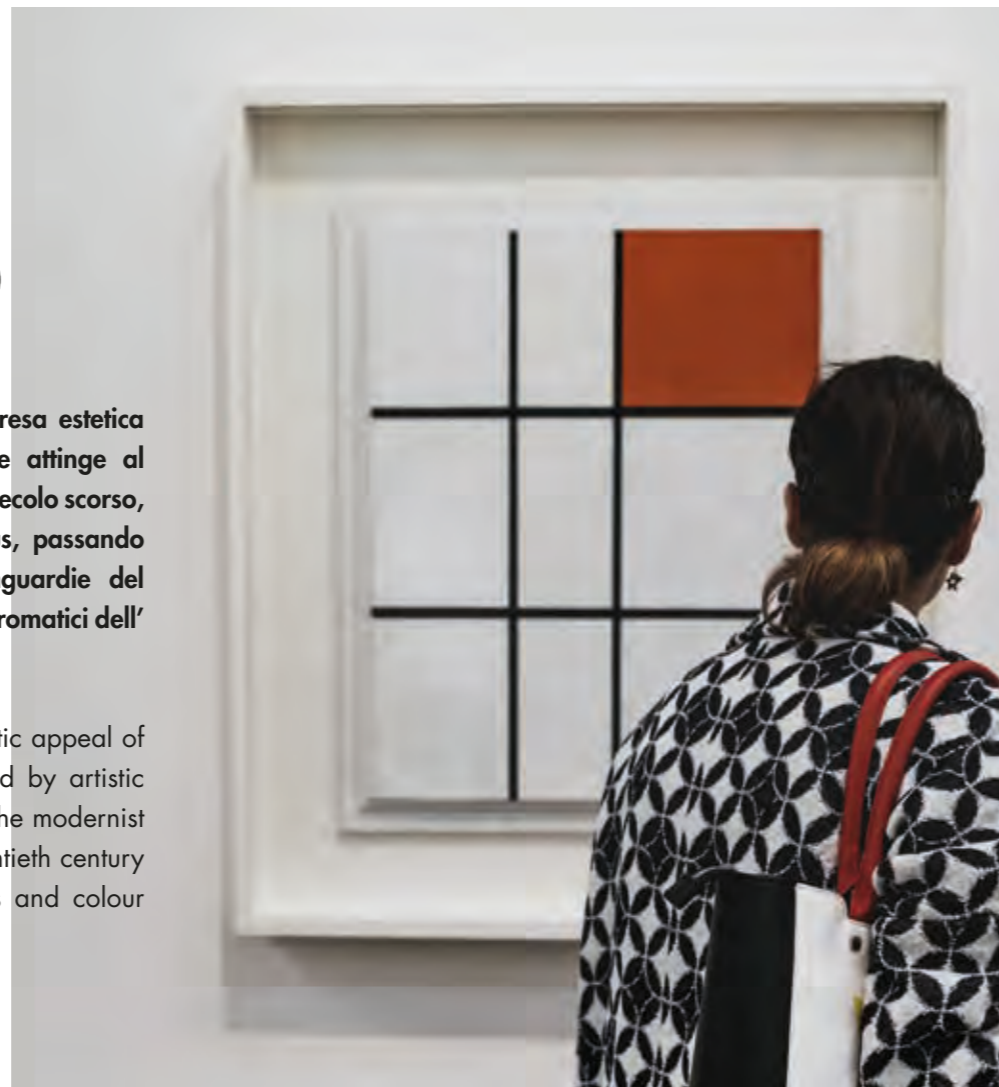 resa estetica
e attinge al
ecolo scorso,
s, passando
guardie del
romatici dell'
tic appeal of
d by artistic
he modernist
ntieth century
and colour